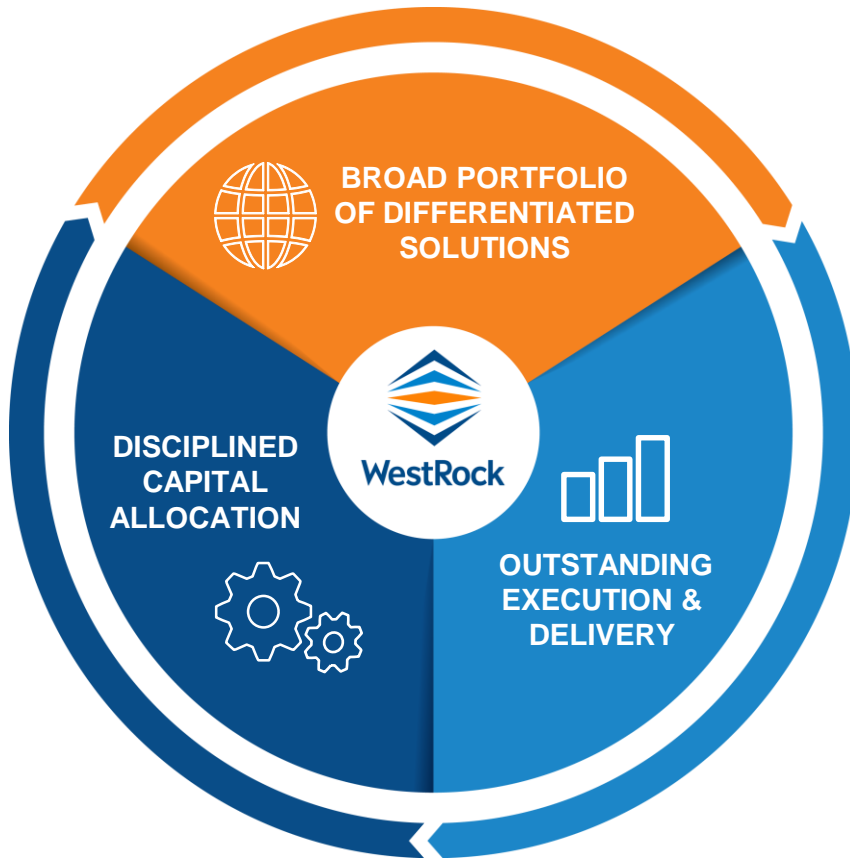 BROAD PORTFOLIO
OF DIFFERENTIATED
SOLUTIONS
WestRock
DISCIPLINED
CAPITAL
ALLOCATION
OUTSTANDING
EXECUTION &
DELIVERY